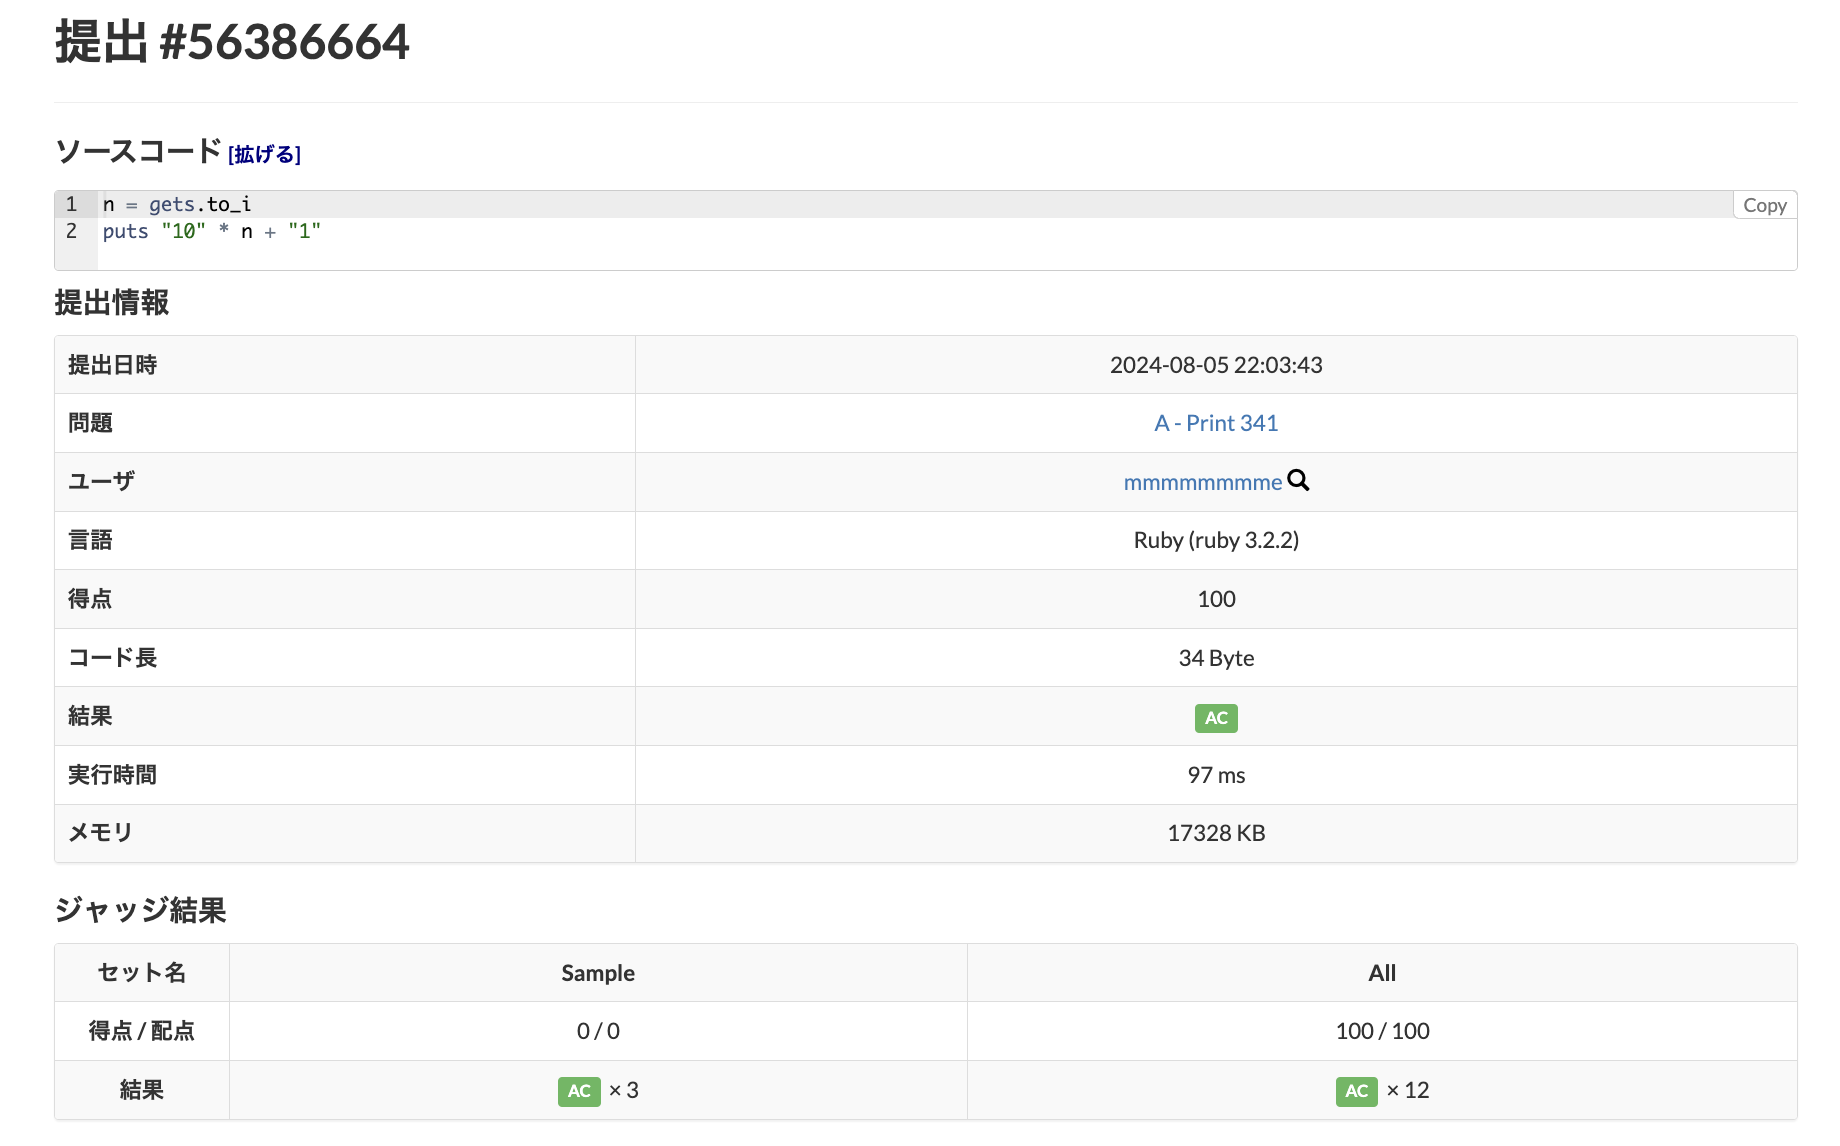 提出 #56386664
ソースコード [拡げる]
1 n = gets.to_i
Copy
2 puts "10" * n + "1"
提出情報
提出日時 2024-08-05 22:03:43
問題 A - Print 341
ユーザ mmmmmmmmme
言語 Ruby (ruby 3.2.2)
得点 100
コード長 34 Byte
結果 AC
実行時間 97 ms
メモリ 17328 KB
ジャッジ結果
セット名 Sample All
得点 / 配点 0 / 0 100 / 100
結果 AC × 3 AC × 12